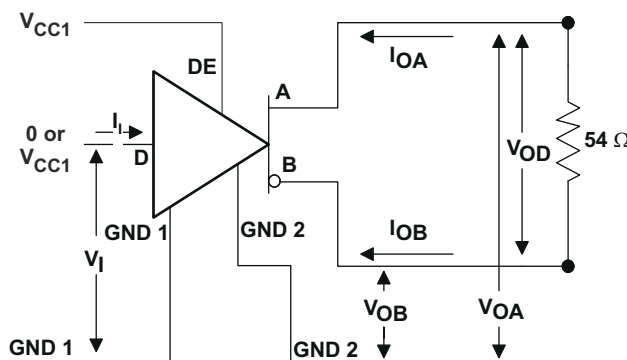 VCC1
DE
IOA
A
0 or
VCC1
II
D
B
VOD
54 Ω
GND 1
GND 2
IOB
VI
VOB
VOA
GND 1
GND 2